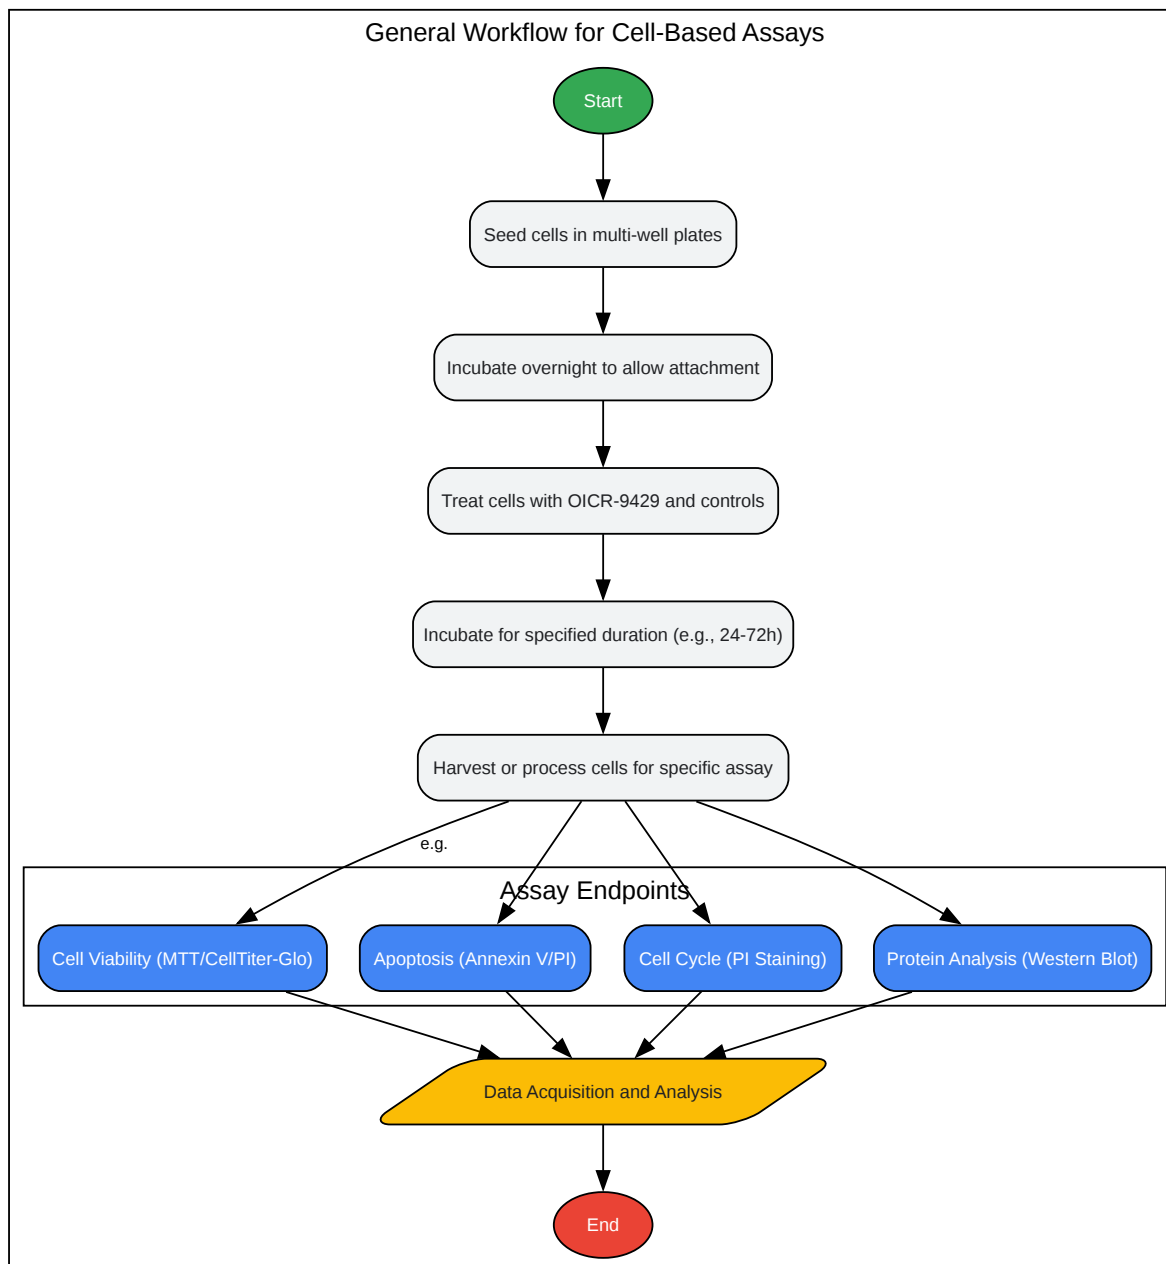 General Workflow for Cell-Based Assays
Start
Seed cells in multi-well plates
Incubate overnight to allow attachment
Treat cells with OICR-9429 and controls
Incubate for specified duration (e.g., 24-72h)
Harvest or process cells for specific assay
e.g.
Assay Endpoints
Cell Viability (MTT/CellTiter-Glo)
Apoptosis (Annexin V/PI)
Cell Cycle (PI Staining)
Protein Analysis (Western Blot)
Data Acquisition and Analysis
End